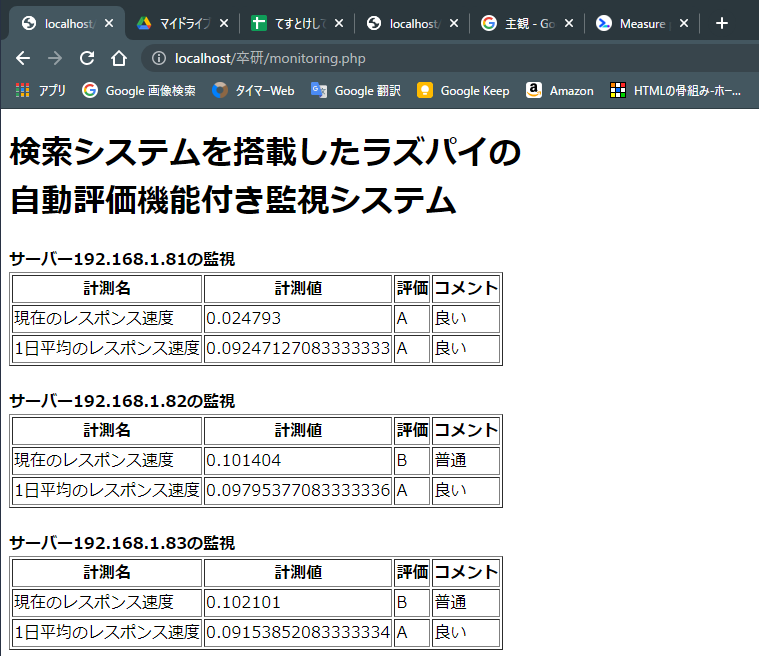 localhost/
マイドライブ
てすとけして
localhost/
主観 - Go
Measure
localhost/卒研/monitoring.php
アプリ Google 画像検索 タイマーWeb Google 翻訳 Google Keep Amazon HTMLの骨組み-ホー...
検索システムを搭載したラズパイの
自動評価機能付き監視システム
サーバー192.168.1.81の監視
計測名 計測値 評価 コメント
現在のレスポンス速度 0.024793 A 良い
1日平均のレスポンス速度 0.09247127083333333 A 良い
サーバー192.168.1.82の監視
計測名 計測値 評価 コメント
現在のレスポンス速度 0.101404 B 普通
1日平均のレスポンス速度 0.09795377083333336 A 良い
サーバー192.168.1.83の監視
計測名 計測値 評価 コメント
現在のレスポンス速度 0.102101 B 普通
1日平均のレスポンス速度 0.09153852083333334 A 良い